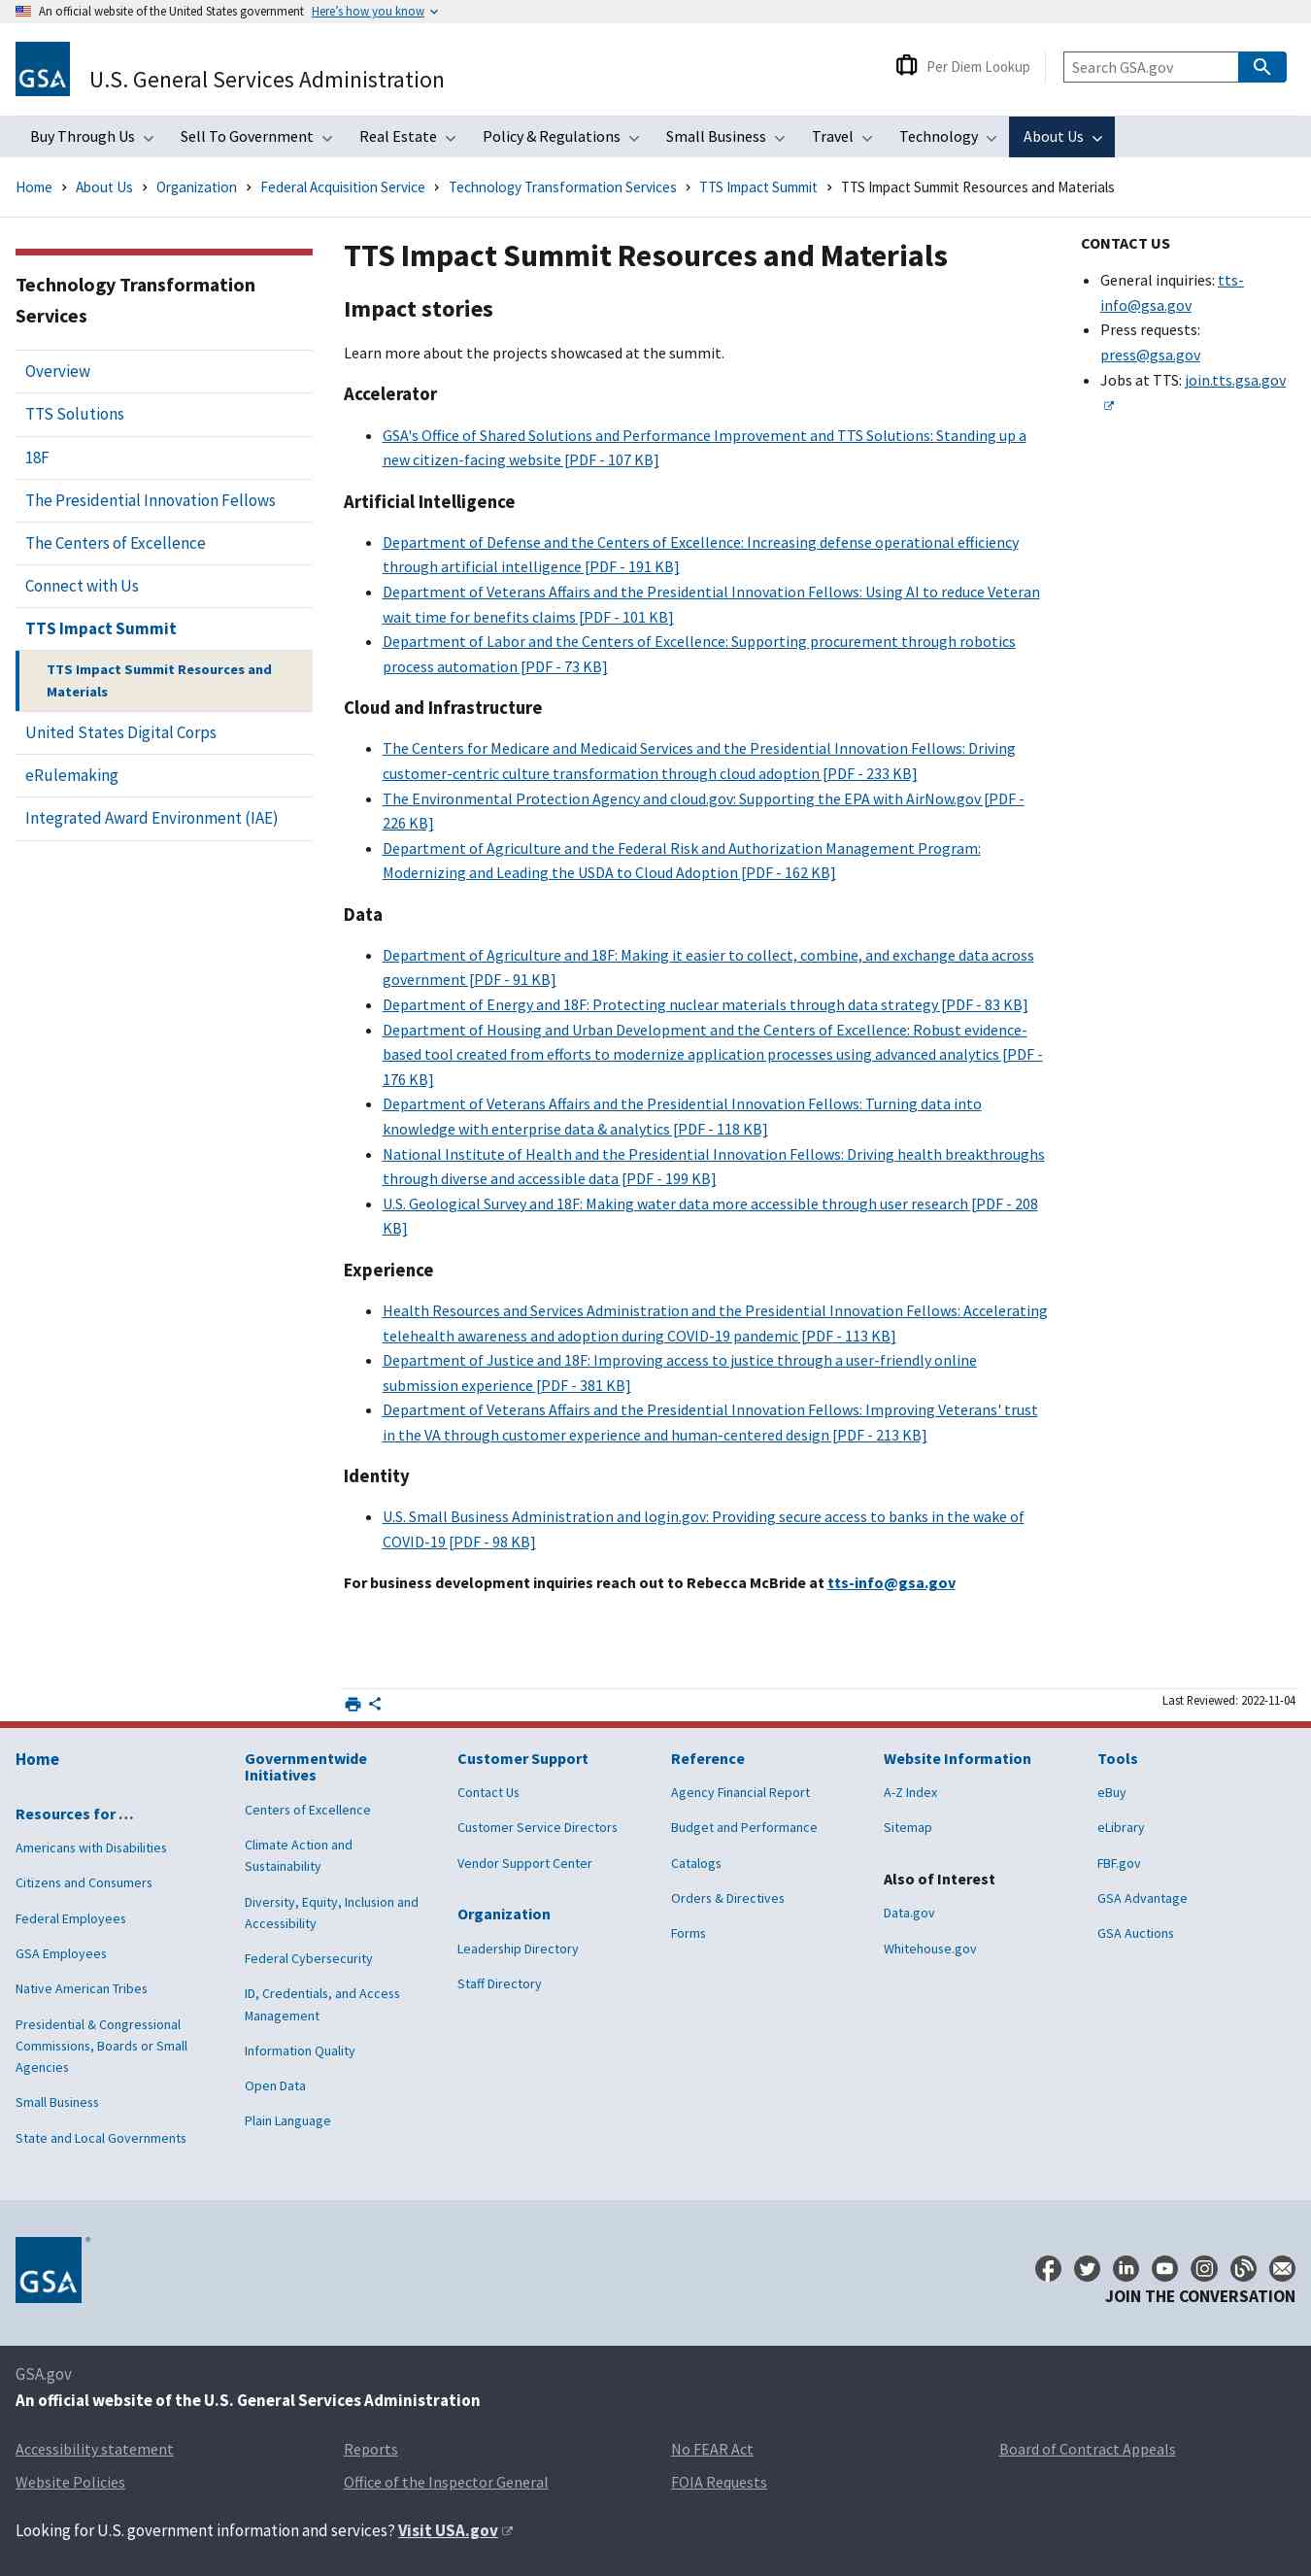 An official website of the United States government Here's how you know
GSA
U.S. General Services Administration
Per Diem Lookup
Search GSA.gov
Buy Through Us Sell To Government Real Estate Policy & Regulations Small Business Travel Technology About Us
Home About Us Organization Federal Acquisition Service Technology Transformation Services TTS Impact Summit TTS Impact Summit Resources and Materials
Technology Transformation
Services
Overview
TTS Solutions
18F
The Presidential Innovation Fellows
The Centers of Excellence
Connect with Us
TTS Impact Summit
TTS Impact Summit Resources and
Materials
United States Digital Corps
eRulemaking
Integrated Award Environment (IAE)
TTS Impact Summit Resources and Materials
Impact stories
Learn more about the projects showcased at the summit.
Accelerator
GSA's Office of Shared Solutions and Performance Improvement and TTS Solutions: Standing up a
new citizen-facing website [PDF - 107 KB]
Artificial Intelligence
Department of Defense and the Centers of Excellence: Increasing defense operational efficiency
through artificial intelligence [PDF - 191 KB]
Department of Veterans Affairs and the Presidential Innovation Fellows: Using AI to reduce Veteran
wait time for benefits claims [PDF - 101 KB]
Department of Labor and the Centers of Excellence: Supporting procurement through robotics
process automation [PDF - 73 KB]
Cloud and Infrastructure
The Centers for Medicare and Medicaid Services and the Presidential Innovation Fellows: Driving
customer-centric culture transformation through cloud adoption [PDF - 233 KB]
The Environmental Protection Agency and cloud.gov: Supporting the EPA with AirNow.gov [PDF -
226 KB]
Department of Agriculture and the Federal Risk and Authorization Management Program:
Modernizing and Leading the USDA to Cloud Adoption [PDF - 162 KB]
Data
Department of Agriculture and 18F: Making it easier to collect, combine, and exchange data across
government [PDF - 91 KB]
Department of Energy and 18F: Protecting nuclear materials through data strategy [PDF - 83 KB]
Department of Housing and Urban Development and the Centers of Excellence: Robust evidence-
based tool created from efforts to modernize application processes using advanced analytics [PDF -
176 KB]
Department of Veterans Affairs and the Presidential Innovation Fellows: Turning data into
knowledge with enterprise data & analytics [PDF - 118 KB]
National Institute of Health and the Presidential Innovation Fellows: Driving health breakthroughs
through diverse and accessible data [PDF - 199 KB]
U.S. Geological Survey and 18F: Making water data more accessible through user research [PDF - 208
KB]
Experience
Health Resources and Services Administration and the Presidential Innovation Fellows: Accelerating
telehealth awareness and adoption during COVID-19 pandemic [PDF - 113 KB]
Department of Justice and 18F: Improving access to justice through a user-friendly online
submission experience [PDF - 381 KB]
Department of Veterans Affairs and the Presidential Innovation Fellows: Improving Veterans' trust
in the VA through customer experience and human-centered design [PDF - 213 KB]
Identity
U.S. Small Business Administration and login.gov: Providing secure access to banks in the wake of
COVID-19 [PDF - 98 KB]
For business development inquiries reach out to Rebecca McBride at tts-info@gsa.gov
CONTACT US
General inquiries: tts-
info@gsa.gov
Press requests:
press@gsa.gov
Jobs at TTS: join.tts.gsa.gov
Last Reviewed: 2022-11-04
Home
Resources for …
Americans with Disabilities
Citizens and Consumers
Federal Employees
GSA Employees
Native American Tribes
Presidential & Congressional
Commissions, Boards or Small
Agencies
Small Business
State and Local Governments
Governmentwide
Initiatives
Centers of Excellence
Climate Action and
Sustainability
Diversity, Equity, Inclusion and
Accessibility
Federal Cybersecurity
ID, Credentials, and Access
Management
Information Quality
Open Data
Plain Language
Customer Support
Contact Us
Customer Service Directors
Vendor Support Center
Organization
Leadership Directory
Staff Directory
Reference
Agency Financial Report
Budget and Performance
Catalogs
Orders & Directives
Forms
Website Information
A-Z Index
Sitemap
Also of Interest
Data.gov
Whitehouse.gov
Tools
eBuy
eLibrary
FBF.gov
GSA Advantage
GSA Auctions
GSA ®
JOIN THE CONVERSATION
GSA.gov
An official website of the U.S. General Services Administration
Accessibility statement Reports No FEAR Act Board of Contract Appeals
Website Policies Office of the Inspector General FOIA Requests
Looking for U.S. government information and services? Visit USA.gov